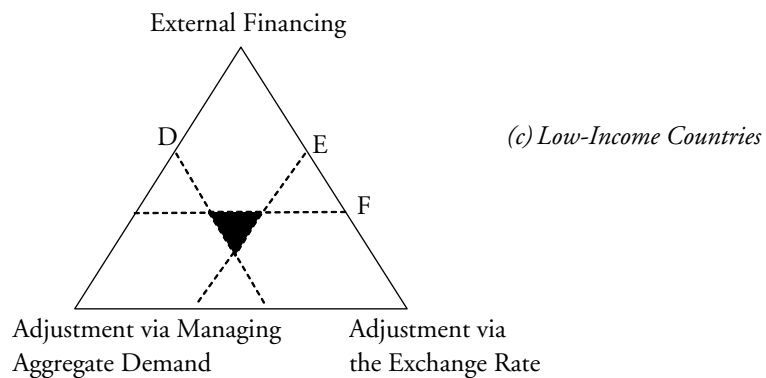 External Financing
D
E
(c) Low-Income Countries
F
Adjustment via Managing
Aggregate Demand
Adjustment via
the Exchange Rate